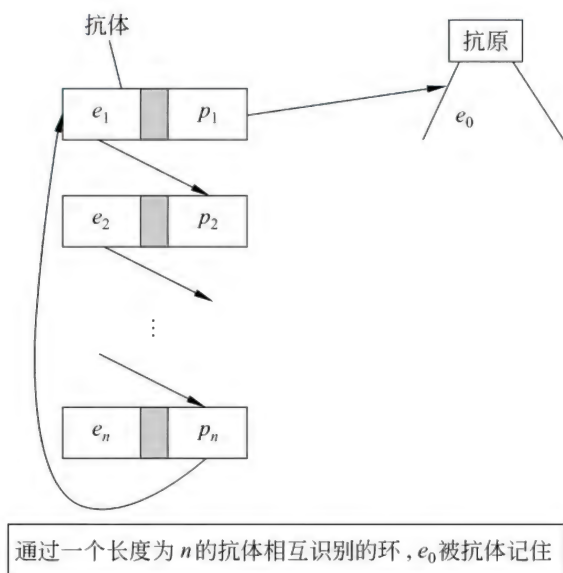 抗体
抗原
e₁ p₁
e₀
e₂ p₂
⋮
eₙ pₙ
通过一个长度为 n 的抗体相互识别的环,e₀被抗体记住